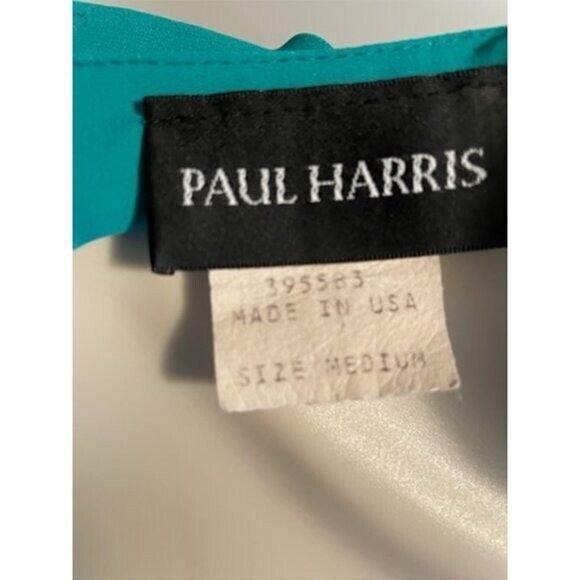 PAUL HARRIS
395583
MADE IN USA
SIZE MEDIUM